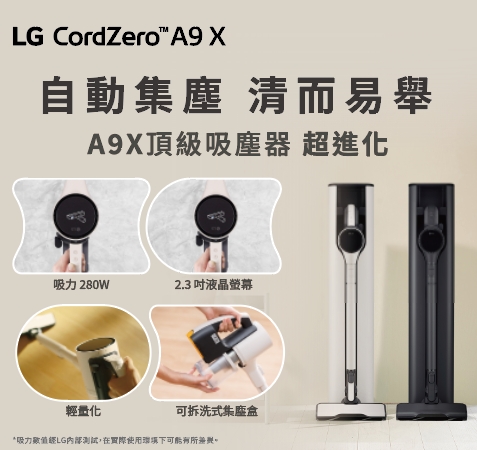 LG CordZero™ A9 X
自動集塵 清而易舉
A9X頂級吸塵器 超進化
吸力 280W
2.3 吋液晶螢幕
輕量化
可拆洗式集塵盒
*吸力數值經LG內部測試，在實際使用環境下可能有所差異。